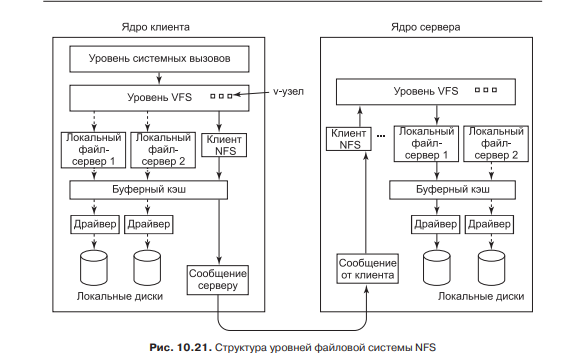 Ядро клиента
Ядро сервера
Уровень системных вызовов
Уровень VFS
v-узел
Локальный
файл-
сервер 1
Локальный
файл-
сервер 2
Клиент
NFS
Буферный кэш
Драйвер
Драйвер
Локальные диски
Сообщение
серверу
Уровень VFS
Клиент
NFS
...
Локальный
файл-
сервер 1
Локальный
файл-
сервер 2
Буферный кэш
Драйвер
Драйвер
Сообщение
от клиента
Локальные диски
Рис. 10.21. Структура уровней файловой системы NFS